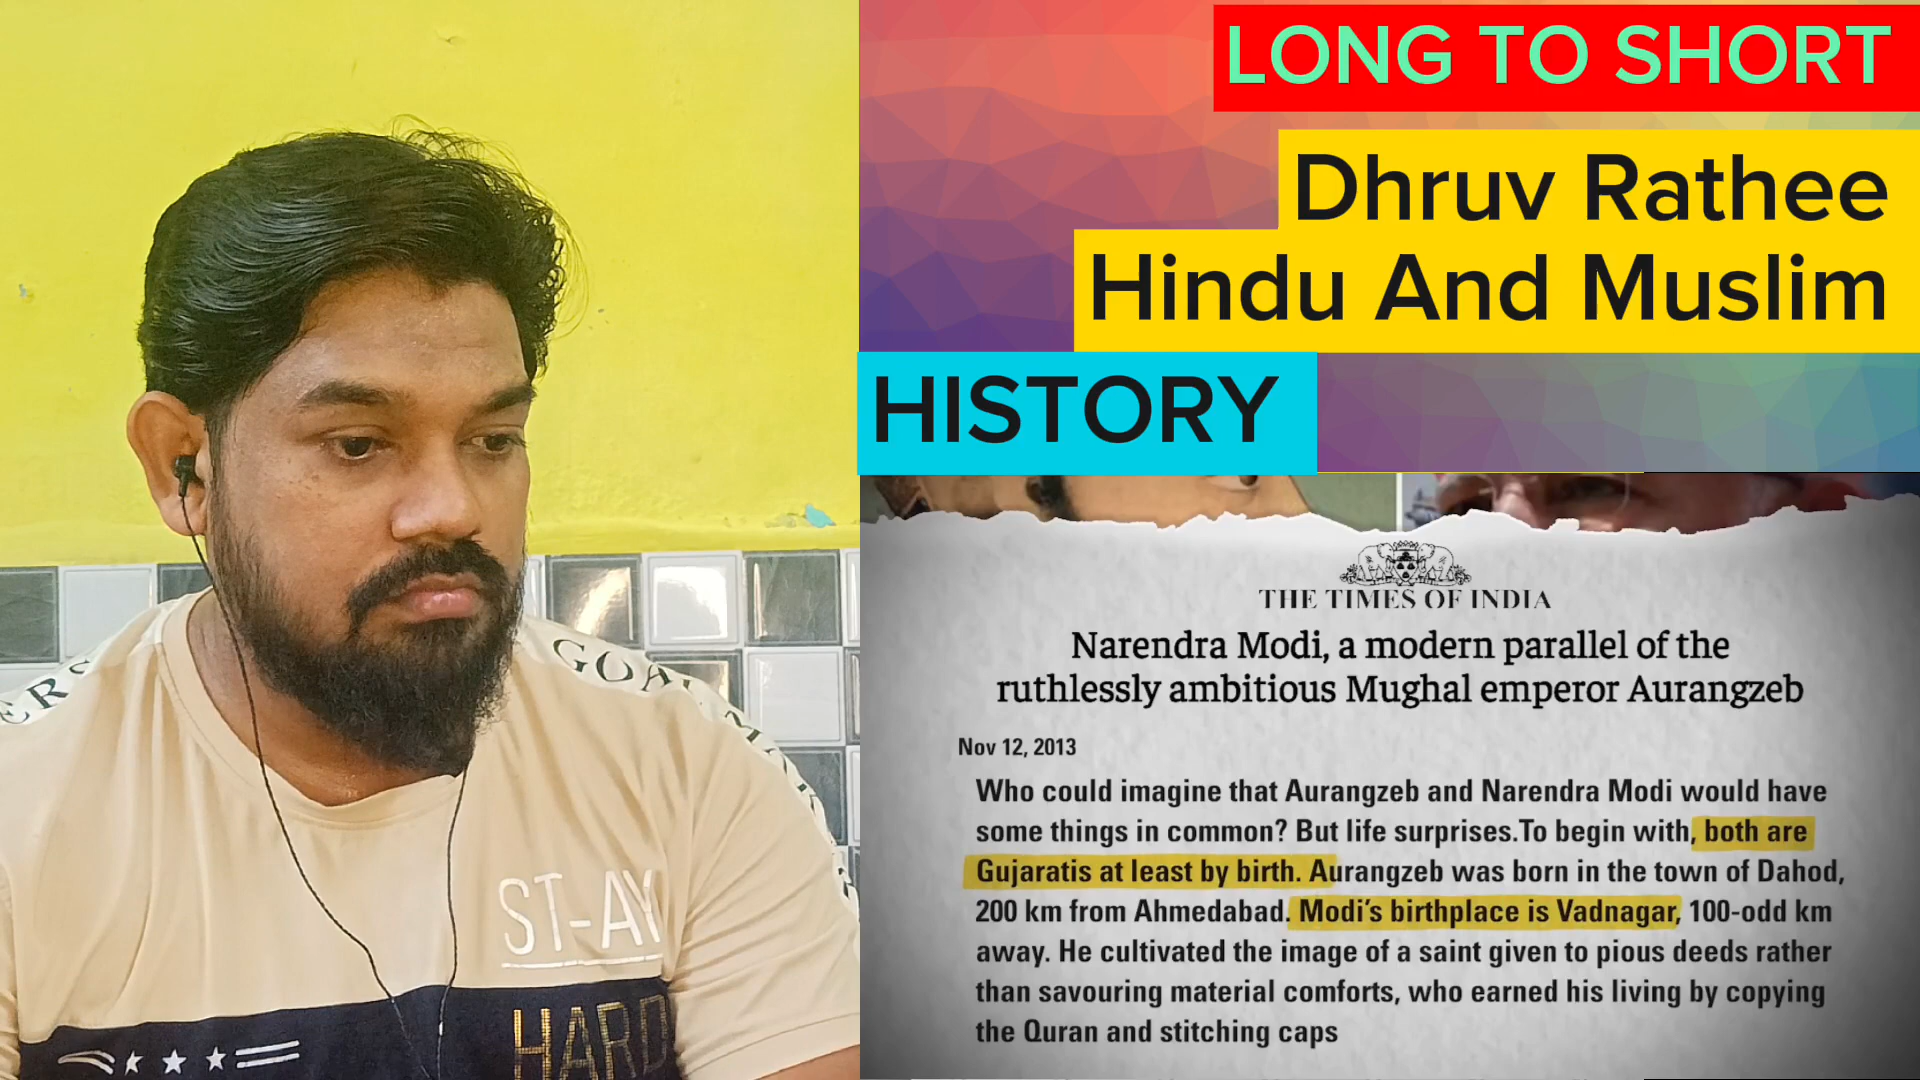 LONG TO SHORT
Dhruv Rathee
Hindu And Muslim
HISTORY
THE TIMES OF INDIA
Narendra Modi, a modern parallel of the
ruthlessly ambitious Mughal emperor Aurangzeb
Nov 12, 2013
Who could imagine that Aurangzeb and Narendra Modi would have
some things in common? But life surprises.To begin with, both are
Gujaratis at least by birth. Aurangzeb was born in the town of Dahod,
200 km from Ahmedabad. Modi's birthplace is Vadnagar, 100-odd km
away. He cultivated the image of a saint given to pious deeds rather
than savouring material comforts, who earned his living by copying
the Quran and stitching caps
ST-AY
HARD